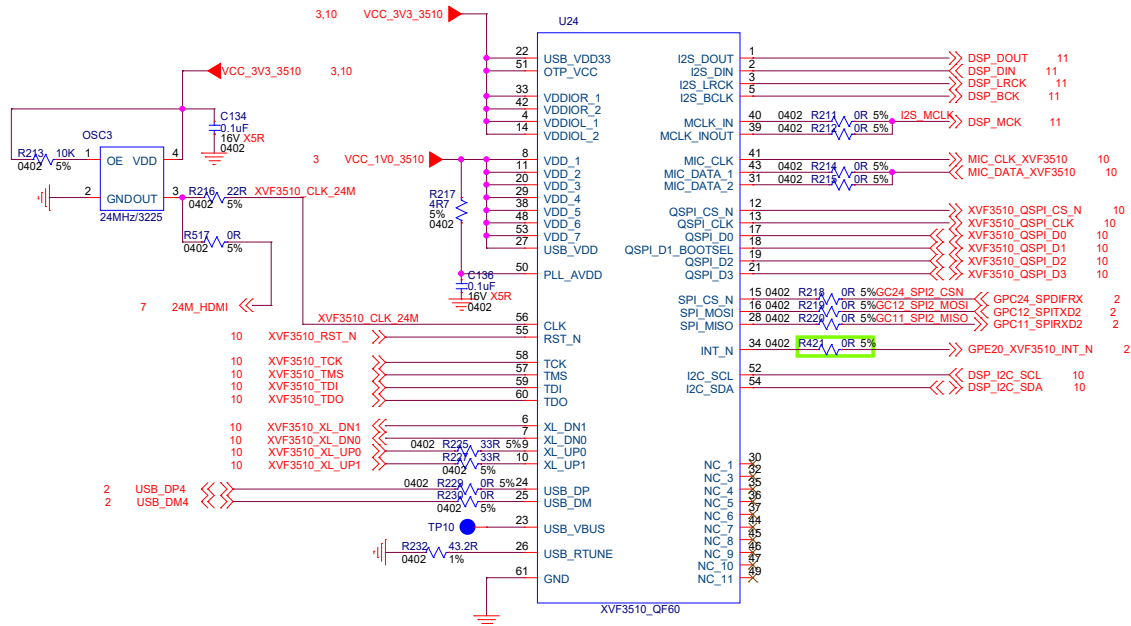 3,10 VCC_3V3_3510
U24
VCC_3V3_3510 3,10
C134
0.1uF
16V X5R
0402
OSC3
R213 10K
0402 5%
1 OE VDD 4
2 GND OUT 3
24MHz/3225
R216 22R XVF3510_CLK_24M
0402 5%
R517 0R
0402 5%
7 24M_HDMI
3 VCC_1V0_3510
R217
4R7
5%
0402
C136
0.1uF
16V X5R
0402
XVF3510_CLK_24M
10 XVF3510_RST_N
10 XVF3510_TCK
10 XVF3510_TMS
10 XVF3510_TDI
10 XVF3510_TDO
10 XVF3510_XL_DN1
10 XVF3510_XL_DN0
10 XVF3510_XL_UP0 0402 R225 33R 5%
10 XVF3510_XL_UP1 R227 33R
0402 5%
2 USB_DP4 0402 R229 0R 5%
2 USB_DM4 R230 0R
0402 5%
TP10
R232 43.2R
0402 1%
22 USB_VDD33
51 OTP_VCC
33 VDDIOR_1
42 VDDIOR_2
4 VDDIOL_1
14 VDDIOL_2
8 VDD_1
11 VDD_2
20 VDD_3
29 VDD_4
38 VDD_5
48 VDD_6
53 VDD_7
27 USB_VDD
50 PLL_AVDD
56 CLK
55 RST_N
58 TCK
57 TMS
59 TDI
60 TDO
6 XL_DN1
7 XL_DN0
9 XL_UP0
10 XL_UP1
24 USB_DP
25 USB_DM
23 USB_VBUS
26 USB_RTUNE
61 GND
I2S_DOUT 1 DSP_DOUT 11
I2S_DIN 2 DSP_DIN 11
I2S_LRCK 3 DSP_LRCK 11
I2S_BCLK 5 DSP_BCK 11
MCLK_IN 40 0402 R211 0R 5% I2S_MCLK
MCLK_INOUT 39 0402 R212 0R 5% DSP_MCK 11
MIC_CLK 41 MIC_CLK_XVF3510 10
MIC_DATA_1 43 0402 R214 0R 5% MIC_DATA_XVF3510 10
MIC_DATA_2 31 0402 R215 0R 5%
QSPI_CS_N 12 XVF3510_QSPI_CS_N 10
QSPI_CLK 13 XVF3510_QSPI_CLK 10
QSPI_D0 17 XVF3510_QSPI_D0 10
QSPI_D1_BOOTSEL 18 XVF3510_QSPI_D1 10
QSPI_D2 19 XVF3510_QSPI_D2 10
QSPI_D3 21 XVF3510_QSPI_D3 10
SPI_CS_N 15 0402 R218 0R 5% GC24_SPI2_CSN GPC24_SPDIFRX 2
SPI_MOSI 16 0402 R219 0R 5% GC12_SPI2_MOSI GPC12_SPITXD2 2
SPI_MISO 28 0402 R220 0R 5% GC11_SPI2_MISO GPC11_SPIRXD2 2
INT_N 34 0402 R421 0R 5% GPE20_XVF3510_INT_N 2
I2C_SCL 52 DSP_I2C_SCL 10
I2C_SDA 54 DSP_I2C_SDA 10
NC_1 30
NC_3 32
NC_4 35
NC_5 36
NC_6 37
NC_7 44
NC_8 45
NC_9 46
NC_10 47
NC_11 49
XVF3510_QF60